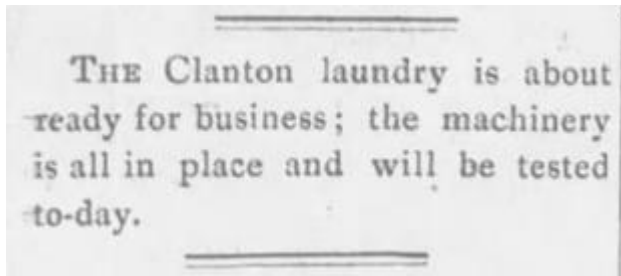 THE Clanton laundry is about
ready for business; the machinery
is all in place and will be tested
to-day.